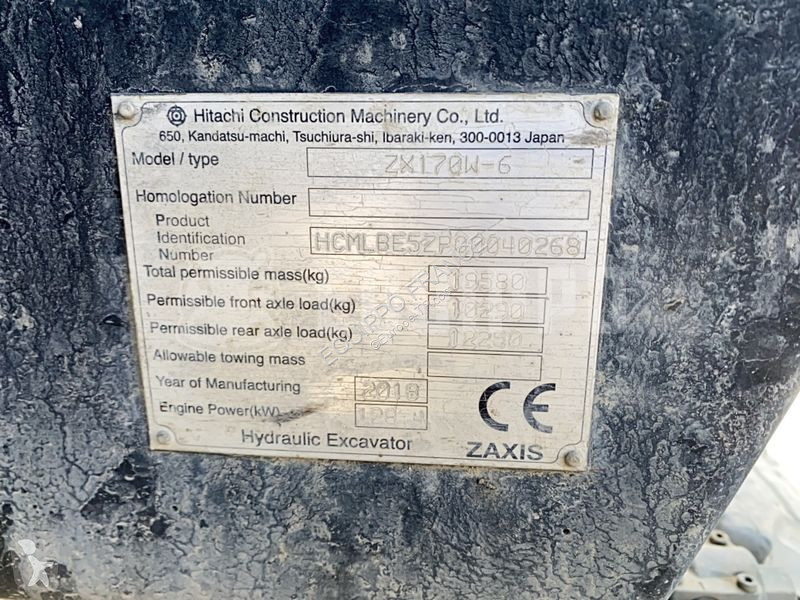 Hitachi Construction Machinery Co., Ltd.
650, Kandatsu-machi, Tsuchiura-shi, Ibaraki-ken, 300-0013 Japan
Model / type ZX170W-6
Homologation Number
Product
Identification HCMLBE5ZP00040268
Number
Total permissible mass(kg) 19580
Permissible front axle load(kg) 10290
Permissible rear axle load(kg) 12290
Allowable towing mass
Year of Manufacturing 2018
Engine Power(kW)
CE
Hydraulic Excavator ZAXIS